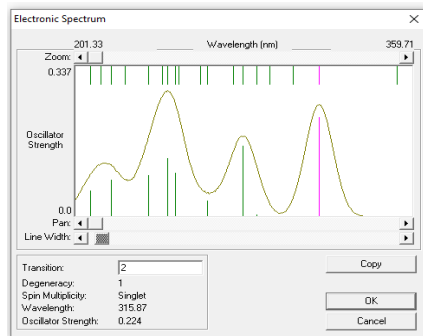 Electronic Spectrum
201.33 Wavelength (nm) 359.71
Zoom:
0.337
Oscillator
Strength
0.0
Pan:
Line Width:
Transition: 2
Degeneracy: 1
Spin Multiplicity: Singlet
Wavelength: 315.87
Oscillator Strength: 0.224
Copy
OK
Cancel